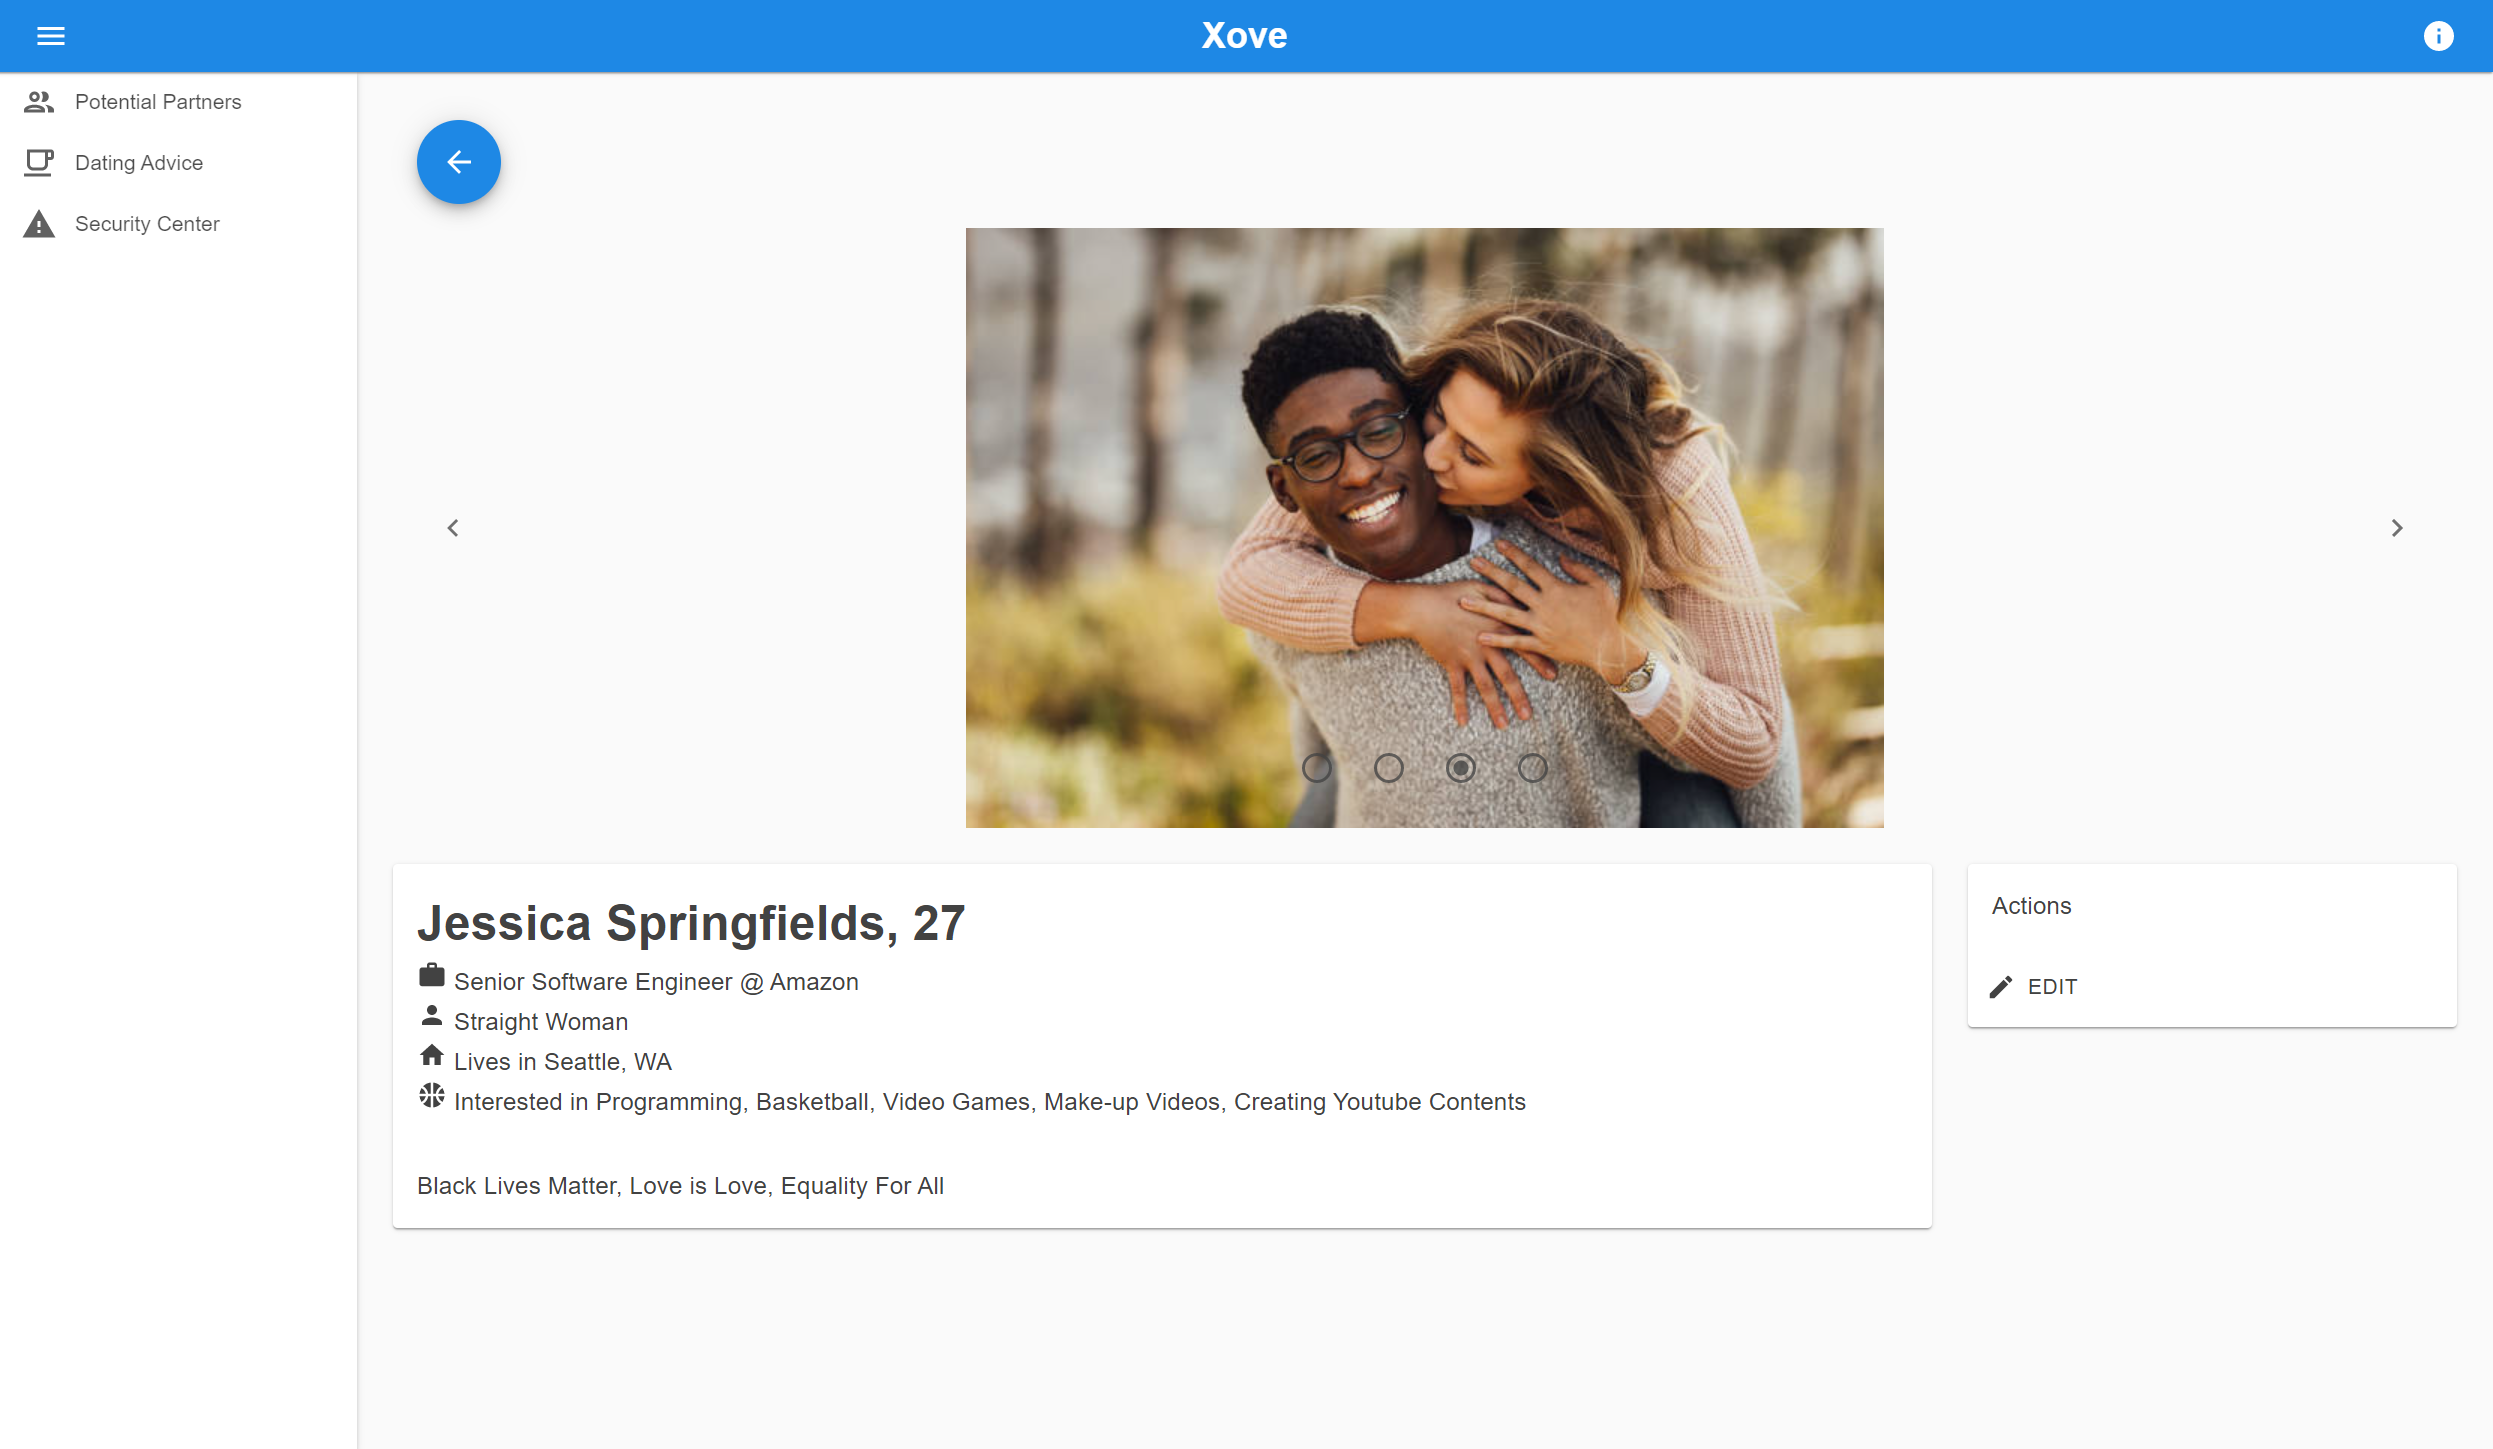 Xove
Potential Partners
Dating Advice
Security Center
Jessica Springfields, 27
Senior Software Engineer @ Amazon
Straight Woman
Lives in Seattle, WA
Interested in Programming, Basketball, Video Games, Make-up Videos, Creating Youtube Contents
Black Lives Matter, Love is Love, Equality For All
Actions
EDIT